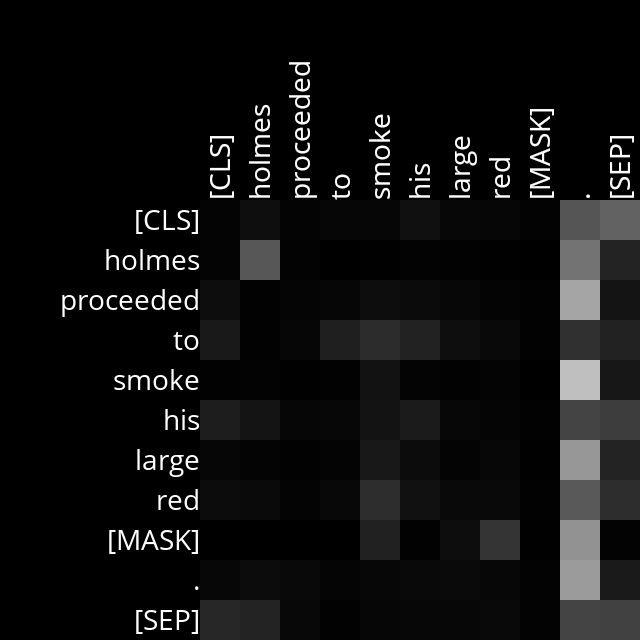 [CLS]
holmes
proceeded
to
smoke
his
large
red
[MASK]
.
[SEP]
[CLS]
holmes
proceeded
to
smoke
his
large
red
[MASK]
.
[SEP]